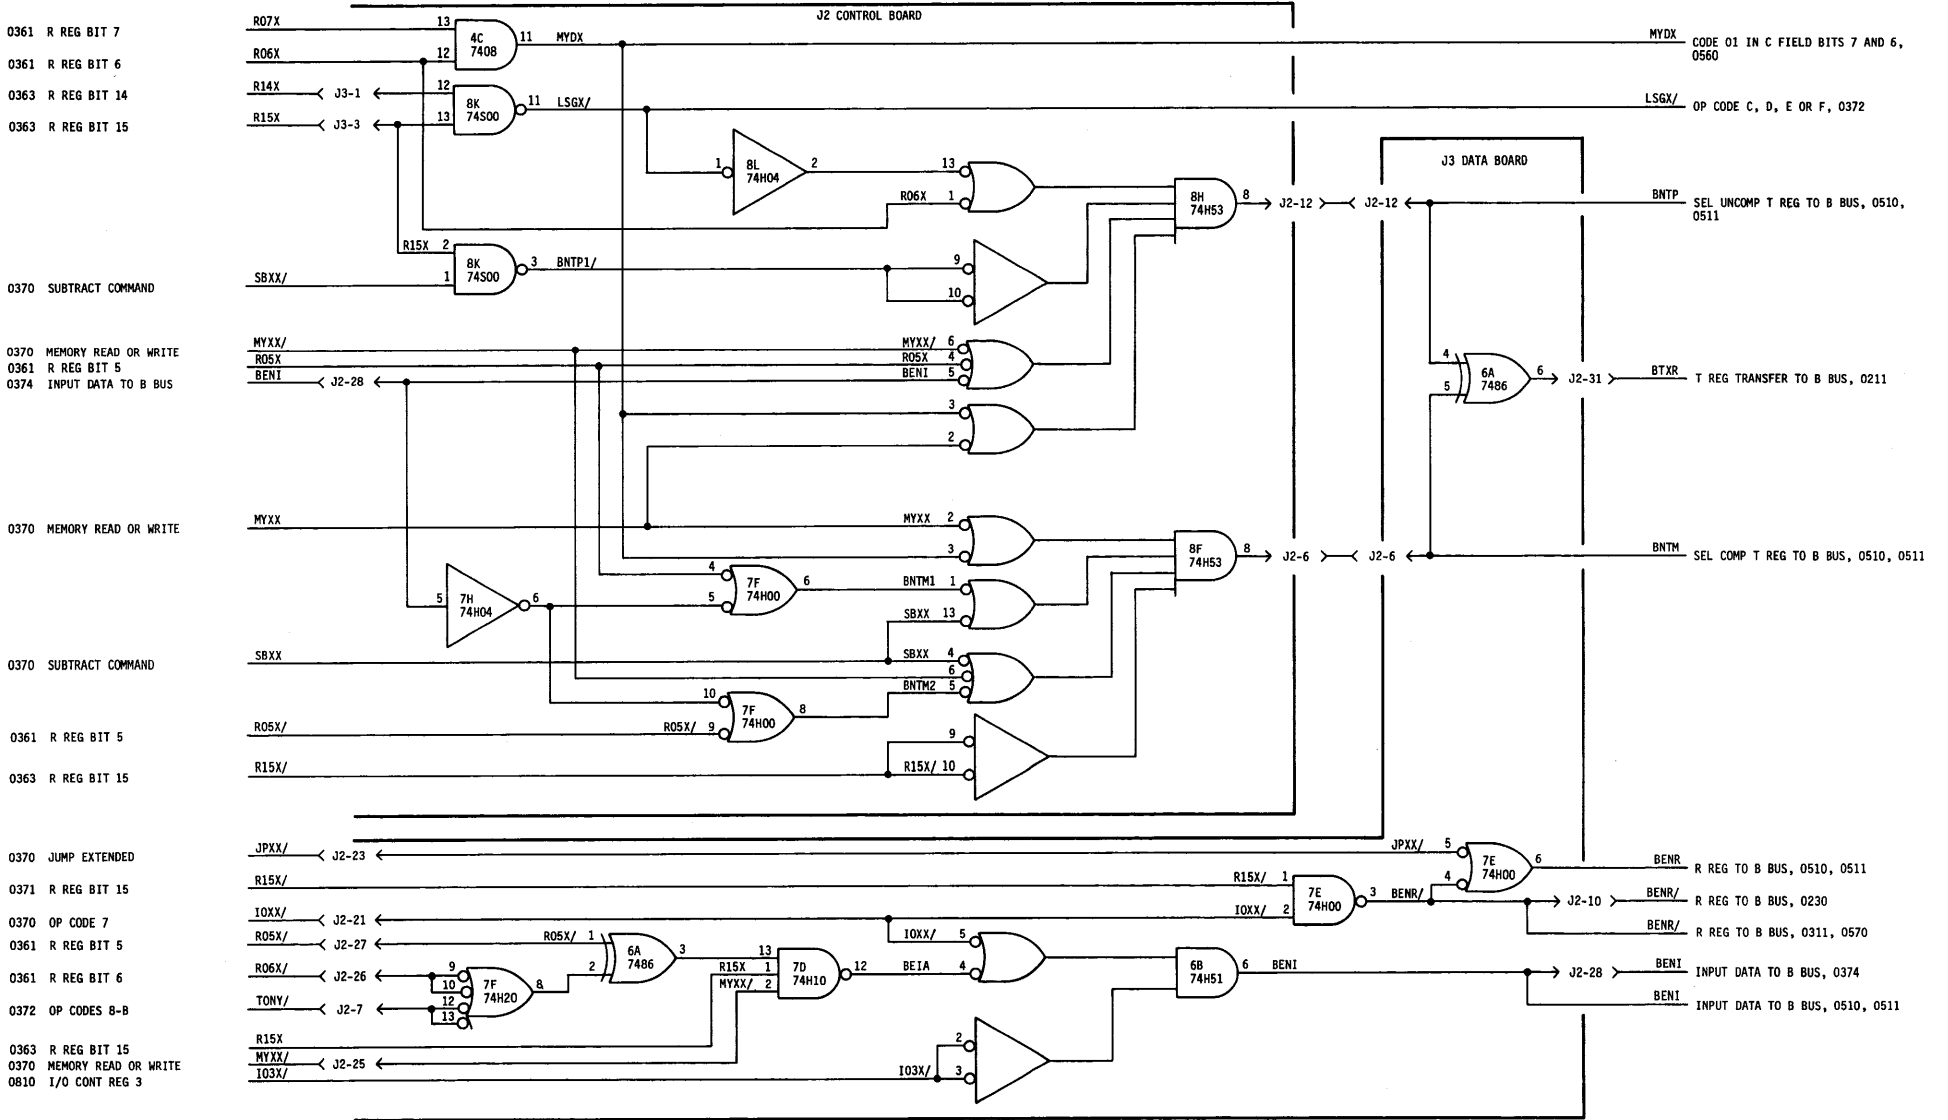 J2 CONTROL BOARD
0361 R REG BIT 7
R07X
13
4C
7408
11
MYDX
MYDX
CODE 01 IN C FIELD BITS 7 AND 6,
0560
0361 R REG BIT 6
R06X
12
0363 R REG BIT 14
R14X
J3-1
12
8K
74S00
11
LSGX/
LSGX/
OP CODE C, D, E OR F, 0372
0363 R REG BIT 15
R15X
J3-3
13
J3 DATA BOARD
1
8L
74H04
2
13
R06X
1
8H
74H53
8
J2-12
J2-12
BNTP
SEL UNCOMP T REG TO B BUS, 0510,
0511
R15X
2
8K
74S00
3
BNTP1/
9
10
0370 SUBTRACT COMMAND
SBXX/
1
0370 MEMORY READ OR WRITE
MYXX/
MYXX/
6
0361 R REG BIT 5
R05X
R05X
4
0374 INPUT DATA TO B BUS
BENI
J2-28
BENI
5
4
5
6A
7486
6
J2-31
BTXR
T REG TRANSFER TO B BUS, 0211
3
2
0370 MEMORY READ OR WRITE
MYXX
MYXX
2
3
8F
74H53
8
J2-6
J2-6
BNTM
SEL COMP T REG TO B BUS, 0510, 0511
4
5
7F
74H00
6
BNTM1
1
5
7H
74H04
6
SBXX
13
0370 SUBTRACT COMMAND
SBXX
SBXX
4
6
BNTM2
5
10
7F
74H00
8
0361 R REG BIT 5
R05X/
R05X/
9
9
0363 R REG BIT 15
R15X/
R15X/
10
0370 JUMP EXTENDED
JPXX/
J2-23
JPXX/
5
7E
74H00
6
BENR
R REG TO B BUS, 0510, 0511
4
0371 R REG BIT 15
R15X/
R15X/
1
7E
74H00
3
BENR/
J2-10
BENR/
R REG TO B BUS, 0230
0370 OP CODE 7
IOXX/
J2-21
IOXX/
2
BENR/
R REG TO B BUS, 0311, 0570
0361 R REG BIT 5
R05X/
J2-27
R05X/
1
6A
7486
3
2
IOXX/
5
13
R15X
1
MYXX/
2
7D
74H10
12
BEIA
4
6B
74H51
6
BENI
J2-28
BENI
INPUT DATA TO B BUS, 0374
BENI
INPUT DATA TO B BUS, 0510, 0511
0361 R REG BIT 6
R06X/
J2-26
9
10
7F
74H20
8
0372 OP CODES 8-B
TONY/
J2-7
12
13
0363 R REG BIT 15
R15X
0370 MEMORY READ OR WRITE
MYXX/
J2-25
0810 I/O CONT REG 3
IO3X/
IO3X/
2
3